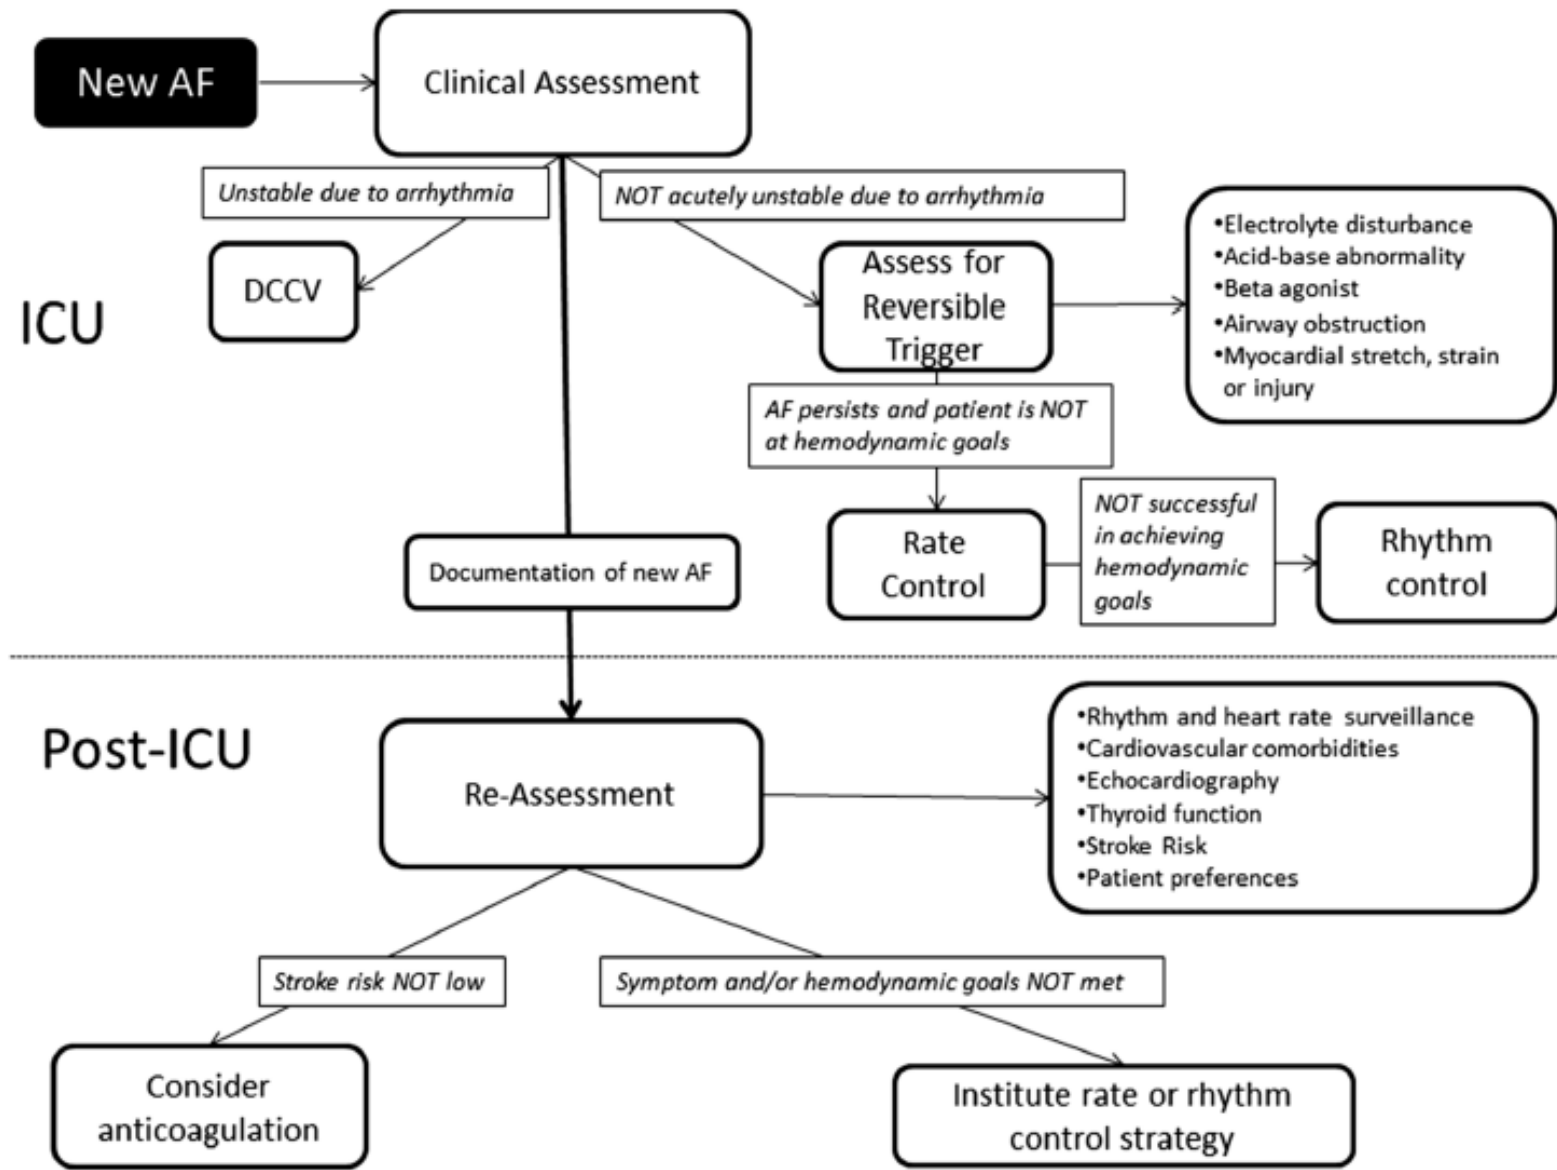 New AF
Clinical Assessment
Unstable due to arrhythmia
NOT acutely unstable due to arrhythmia
DCCV
ICU
Assess for
Reversible
Trigger
•Electrolyte disturbance
•Acid-base abnormality
•Beta agonist
•Airway obstruction
•Myocardial stretch, strain
or injury
AF persists and patient is NOT
at hemodynamic goals
Rate
Control
NOT successful
in achieving
hemodynamic
goals
Rhythm
control
Documentation of new AF
Post-ICU
Re-Assessment
•Rhythm and heart rate surveillance
•Cardiovascular comorbidities
•Echocardiography
•Thyroid function
•Stroke Risk
•Patient preferences
Stroke risk NOT low
Symptom and/or hemodynamic goals NOT met
Consider
anticoagulation
Institute rate or rhythm
control strategy